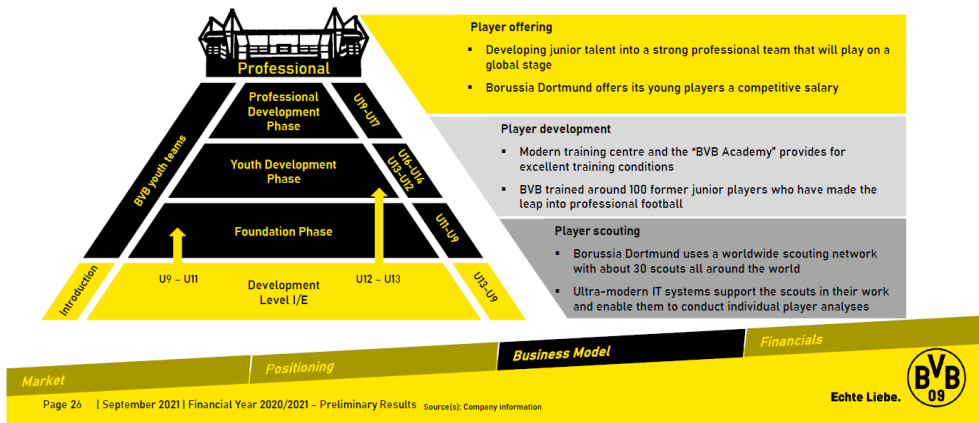 Professional
Professional
Development
Phase
U19-U17
BVB youth teams
Youth Development
Phase
U16-U14
U13-U12
Foundation Phase
U11-U9
Introduction
U9 – U11
Development
Level I/E
U12 – U13
U13-U9
Player offering
▪ Developing junior talent into a strong professional team that will play on a
global stage
▪ Borussia Dortmund offers its young players a competitive salary
Player development
▪ Modern training centre and the “BVB Academy” provides for
excellent training conditions
▪ BVB trained around 100 former junior players who have made the
leap into professional football
Player scouting
▪ Borussia Dortmund uses a worldwide scouting network
with about 30 scouts all around the world
▪ Ultra-modern IT systems support the scouts in their work
and enable them to conduct individual player analyses
Market
Positioning
Business Model
Financials
Page 26 | September 2021 | Financial Year 2020/2021 – Preliminary Results Source(s): Company information
Echte Liebe.
BVB
09